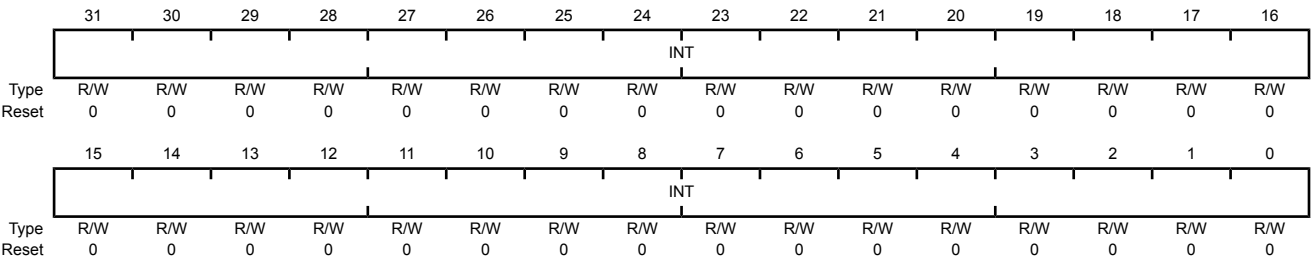 31 30 29 28 27 26 25 24 23 22 21 20 19 18 17 16
INT
Type R/W R/W R/W R/W R/W R/W R/W R/W R/W R/W R/W R/W R/W R/W R/W R/W
Reset 0 0 0 0 0 0 0 0 0 0 0 0 0 0 0 0
15 14 13 12 11 10 9 8 7 6 5 4 3 2 1 0
INT
Type R/W R/W R/W R/W R/W R/W R/W R/W R/W R/W R/W R/W R/W R/W R/W R/W
Reset 0 0 0 0 0 0 0 0 0 0 0 0 0 0 0 0